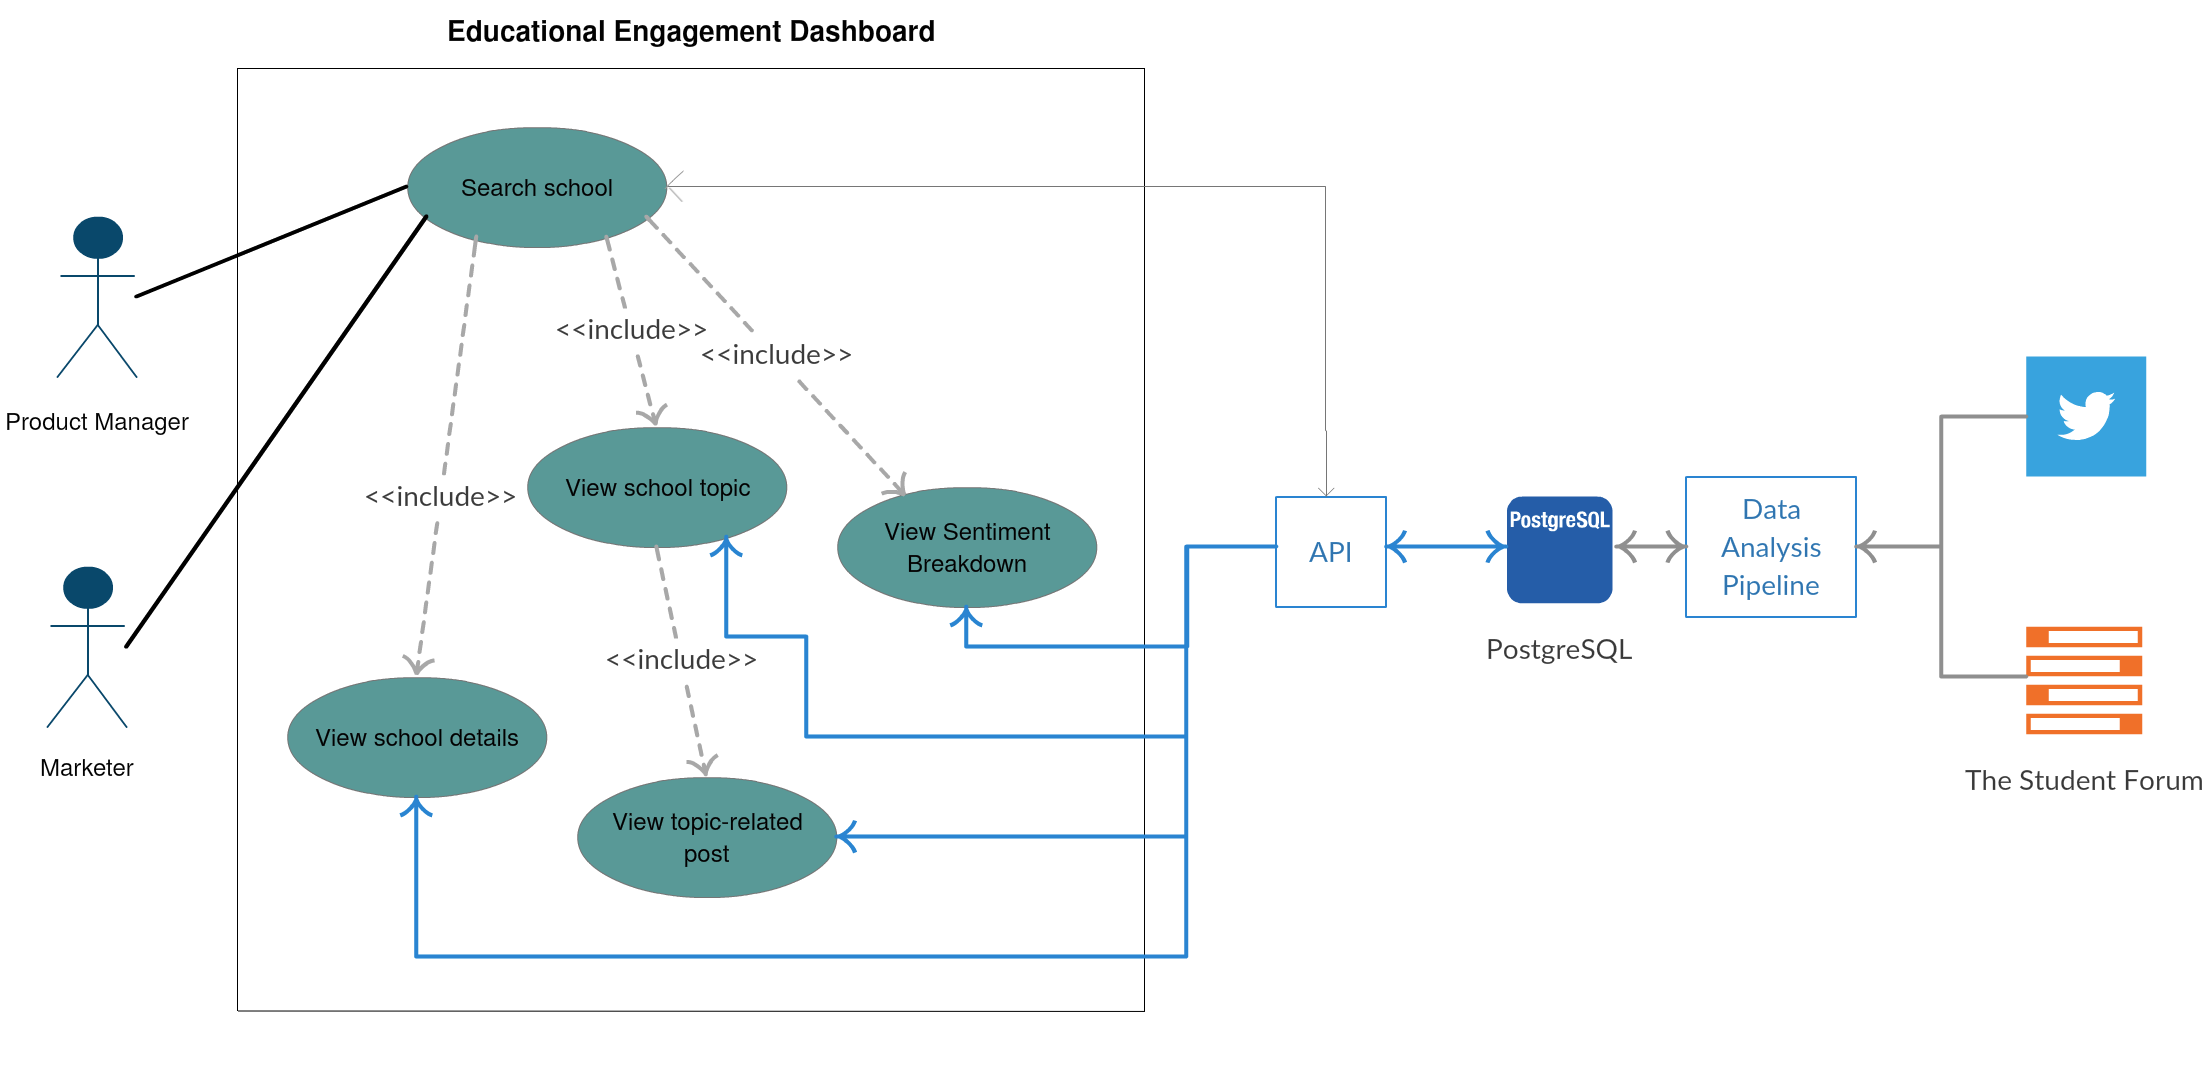 Educational Engagement Dashboard
Search school
Product Manager
<<include>>
<<include>>
<<include>>
View school topic
View Sentiment
Breakdown
Marketer
<<include>>
View school details
View topic-related
post
API
PostgreSQL
PostgreSQL
Data
Analysis
Pipeline
The Student Forum